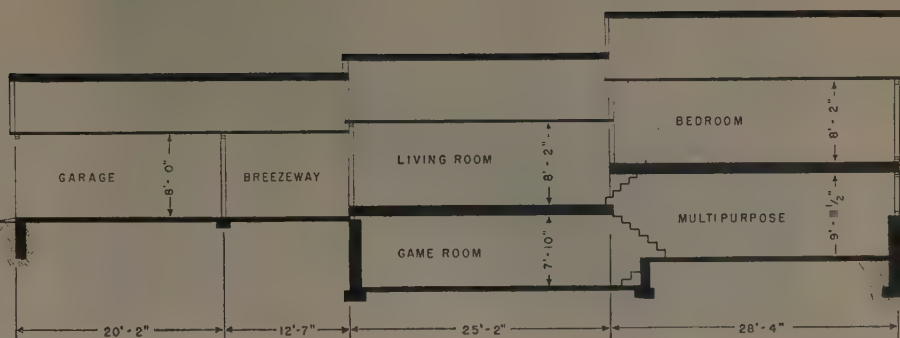 BEDROOM
8'-2"
LIVING ROOM
8'-2"
GARAGE
8'-0"
BREEZEWAY
MULTIPURPOSE
GAME ROOM
7'-10"
20'-2"
12'-7"
25'-2"
28'-4"